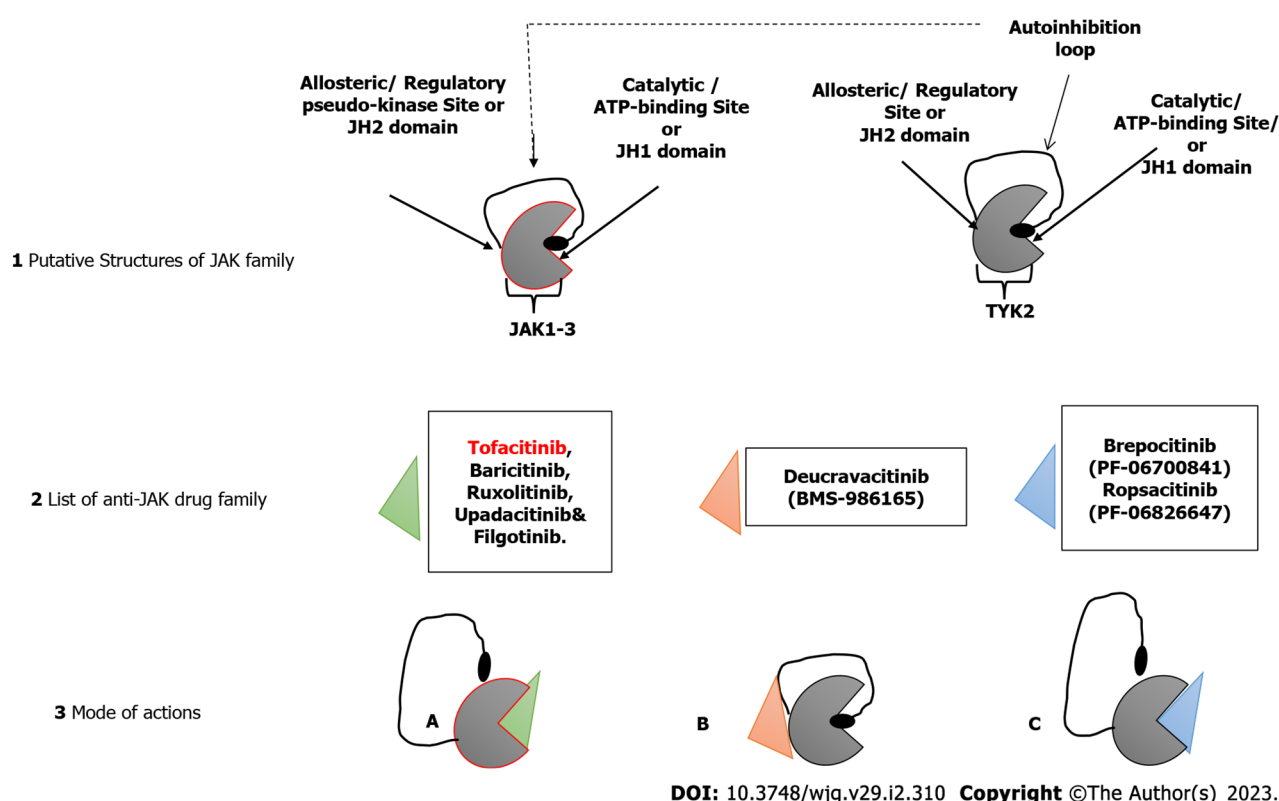 Autoinhibition
loop
Allosteric/ Regulatory
pseudo-kinase Site or
JH2 domain
Catalytic /
ATP-binding Site
or
JH1 domain
Allosteric/ Regulatory
Site or
JH2 domain
Catalytic/
ATP-binding Site/
or
JH1 domain
1 Putative Structures of JAK family
JAK1-3
TYK2
2 List of anti-JAK drug family
Tofacitinib,
Baricitinib,
Ruxolitinib,
Upadacitinib&
Filgotinib.
Deucravacitinib
(BMS-986165)
Brepocitinib
(PF-06700841)
Ropsacitinib
(PF-06826647)
3 Mode of actions
A
B
C
DOI: 10.3748/wjg.v29.i2.310 Copyright ©The Author(s) 2023.